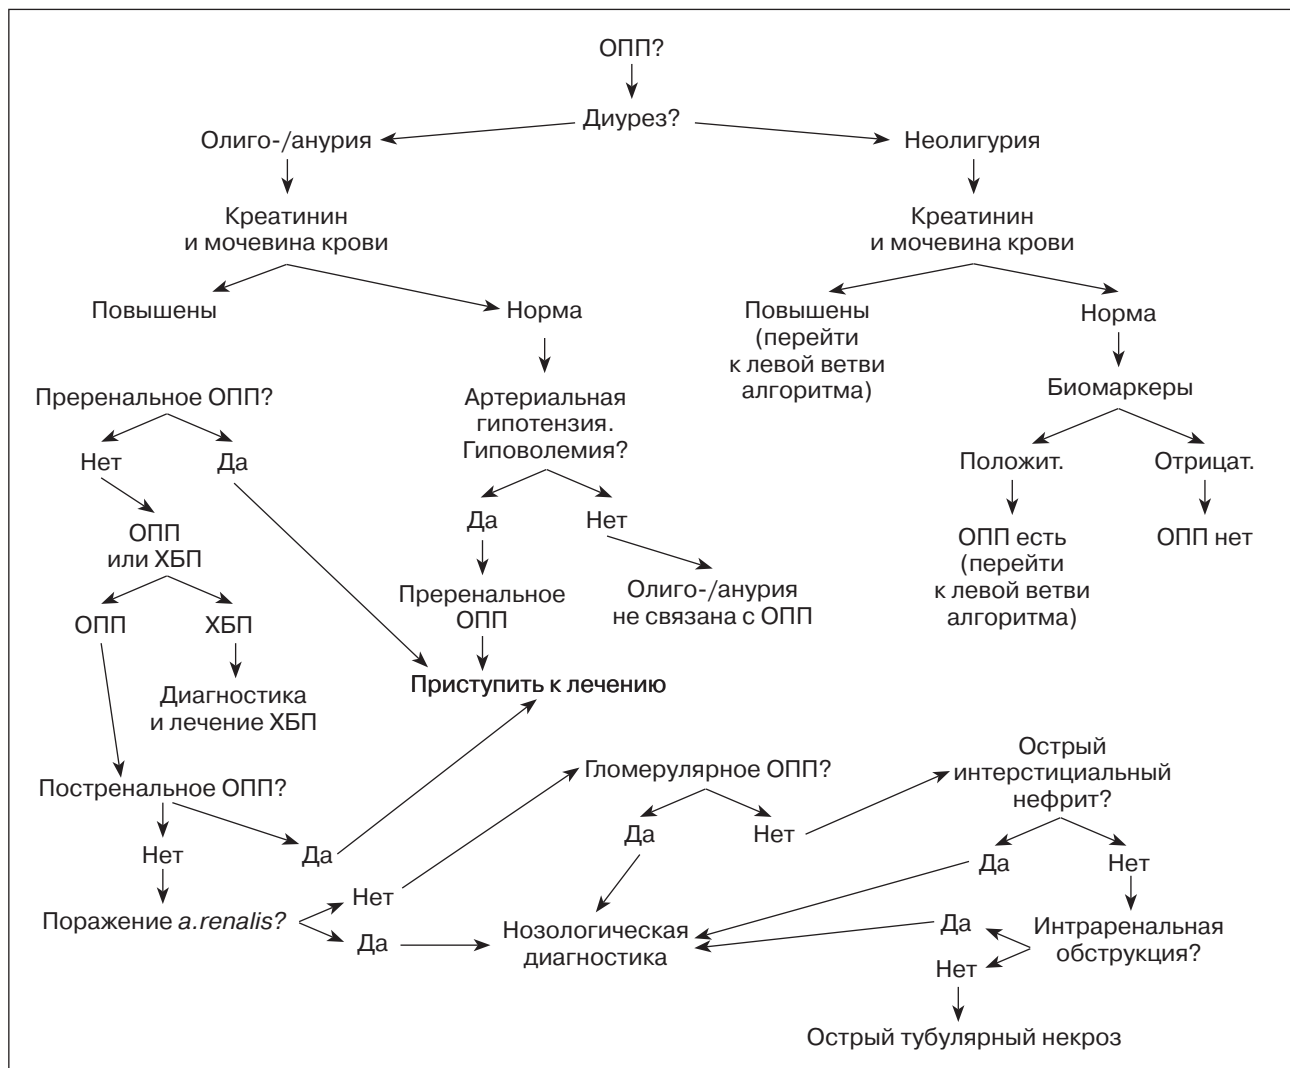 ОПП?
Диурез?
Олиго-/анурия
Неолигурия
Креатинин
и мочевина крови
Креатинин
и мочевина крови
Повышены
Норма
Повышены
(перейти
к левой ветви
алгоритма)
Норма
Преренальное ОПП?
Артериальная
гипотензия.
Гиповолемия?
Биомаркеры
Нет
Да
Положит.
Отрицат.
Да
Нет
ОПП
или ХБП
ОПП есть
(перейти
к левой ветви
алгоритма)
ОПП нет
Преренальное
ОПП
Олиго-/анурия
не связана с ОПП
ОПП
ХБП
Приступить к лечению
Диагностика
и лечение ХБП
Постренальное ОПП?
Гломерулярное ОПП?
Острый
интерстициальный
нефрит?
Да
Нет
Нет
Да
Да
Нет
Поражение a.renalis?
Нет
Да
Нозологическая
диагностика
Да
Нет
Интраренальная
обструкция?
Острый тубулярный некроз